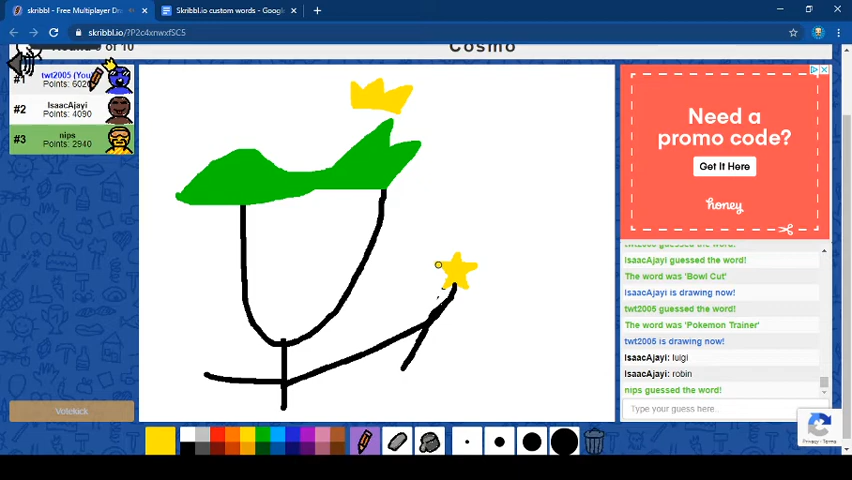 skribbl - Free Multiplayer Dra
Skribbl.io custom words - Googl
skribbl.io/?P2c4xnwxfSC5
of 10
Cosmo
#1
twt2005 (You)
Points: 6020
#2
IsaacAjayi
Points: 4090
#3
nips
Points: 2940
Votekick
Need a
promo code?
Get It Here
honey
IsaacAjayi guessed the word!
The word was 'Bowl Cut'
IsaacAjayi is drawing now!
twt2005 guessed the word!
The word was 'Pokemon Trainer'
twt2005 is drawing now!
IsaacAjayi: luigi
IsaacAjayi: robin
nips guessed the word!
Type your guess here...
Privacy - Terms